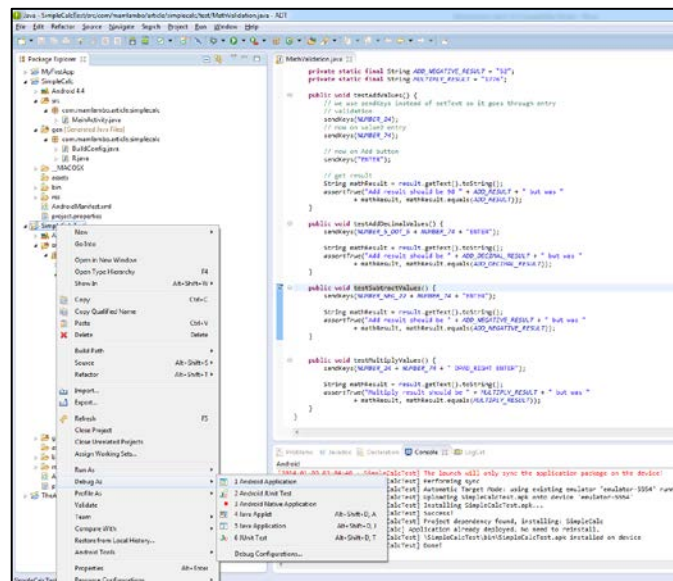 Java - SimpleCalcTest/src/com/mamlambo/article/simplecalc/test/MathValidation.java - ADT
File Edit Refactor Source Navigate Search Project Run Window Help
Package Explorer
MyFirstApp
SimpleCalc
Android 4.4
src
com.mamlambo.article.simplecalc
MainActivity.java
gen [Generated Java Files]
com.mamlambo.article.simplecalc
BuildConfig.java
R.java
__MACOSX
assets
bin
res
AndroidManifest.xml
project.properties
New
Go Into
Open in New Window
Open Type Hierarchy F4
Show In Alt+Shift+W
Copy Ctrl+C
Copy Qualified Name
Paste Ctrl+V
Delete Delete
Build Path
Source Alt+Shift+S
Refactor Alt+Shift+T
Import...
Export...
Refresh F5
Close Project
Close Unrelated Projects
Assign Working Sets...
Run As
Debug As
Profile As
Validate
Team
Compare With
Restore from Local History...
Android Tools
Properties Alt+Enter
Resource Configurations
1 Android Application
2 Android JUnit Test
3 Android Native Application
4 Java Applet Alt+Shift+D, A
5 Java Application Alt+Shift+D, J
6 JUnit Test Alt+Shift+D, T
Debug Configurations...
MathValidation.java
private static final String ADD_NEGATIVE_RESULT = "52";
private static final String MULTIPLY_RESULT = "1776";
public void testAddValues() {
// we use sendKeys instead of setText so it goes through entry
// validation
sendKeys(NUMBER_24);
// now on value2 entry
sendKeys(NUMBER_74);
// now on Add button
sendKeys("ENTER");
// get result
String mathResult = result.getText().toString();
assertTrue("Add result should be 98 " + ADD_RESULT + " but was "
+ mathResult, mathResult.equals(ADD_RESULT));
}
public void testAddDecimalValues() {
sendKeys(NUMBER_5_DOT_5 + NUMBER_74 + "ENTER");
String mathResult = result.getText().toString();
assertTrue("Add result should be " + ADD_DECIMAL_RESULT + " but was "
+ mathResult, mathResult.equals(ADD_DECIMAL_RESULT));
}
public void testSubtractValues() {
sendKeys(NUMBER_NEG_22 + NUMBER_74 + "ENTER");
String mathResult = result.getText().toString();
assertTrue("Add result should be " + ADD_NEGATIVE_RESULT + " but was "
+ mathResult, mathResult.equals(ADD_NEGATIVE_RESULT));
}
public void testMultiplyValues() {
sendKeys(NUMBER_24 + NUMBER_74 + " DPAD_RIGHT ENTER");
String mathResult = result.getText().toString();
assertTrue("Multiply result should be " + MULTIPLY_RESULT + " but was "
+ mathResult, mathResult.equals(MULTIPLY_RESULT));
}
}
Problems Javadoc Declaration Console LogCat
Android
SimpleCalcTest] The launch will only sync the application package on the device!
CalcTest] Performing sync
CalcTest] Automatic Target Mode: using existing emulator 'emulator-5554'
CalcTest] Uploading SimpleCalcTest.apk onto device 'emulator-5554'
CalcTest] Installing SimpleCalcTest.apk...
CalcTest] Success!
CalcTest] Project dependency found, installing: SimpleCalc
Calc] Application already deployed. No need to reinstall.
CalcTest] \SimpleCalcTest\bin\SimpleCalcTest.apk installed on device
CalcTest] Done!
SimpleCalcTest